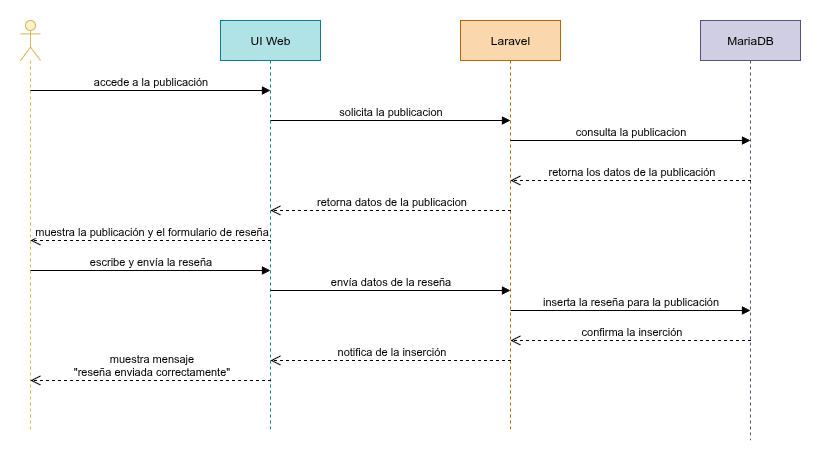 UI Web
Laravel
MariaDB
accede a la publicación
solicita la publicacion
consulta la publicacion
retorna los datos de la publicación
retorna datos de la publicacion
muestra la publicación y el formulario de reseña
escribe y envía la reseña
envía datos de la reseña
inserta la reseña para la publicación
confirma la inserción
notifica de la inserción
muestra mensaje
"reseña enviada correctamente"